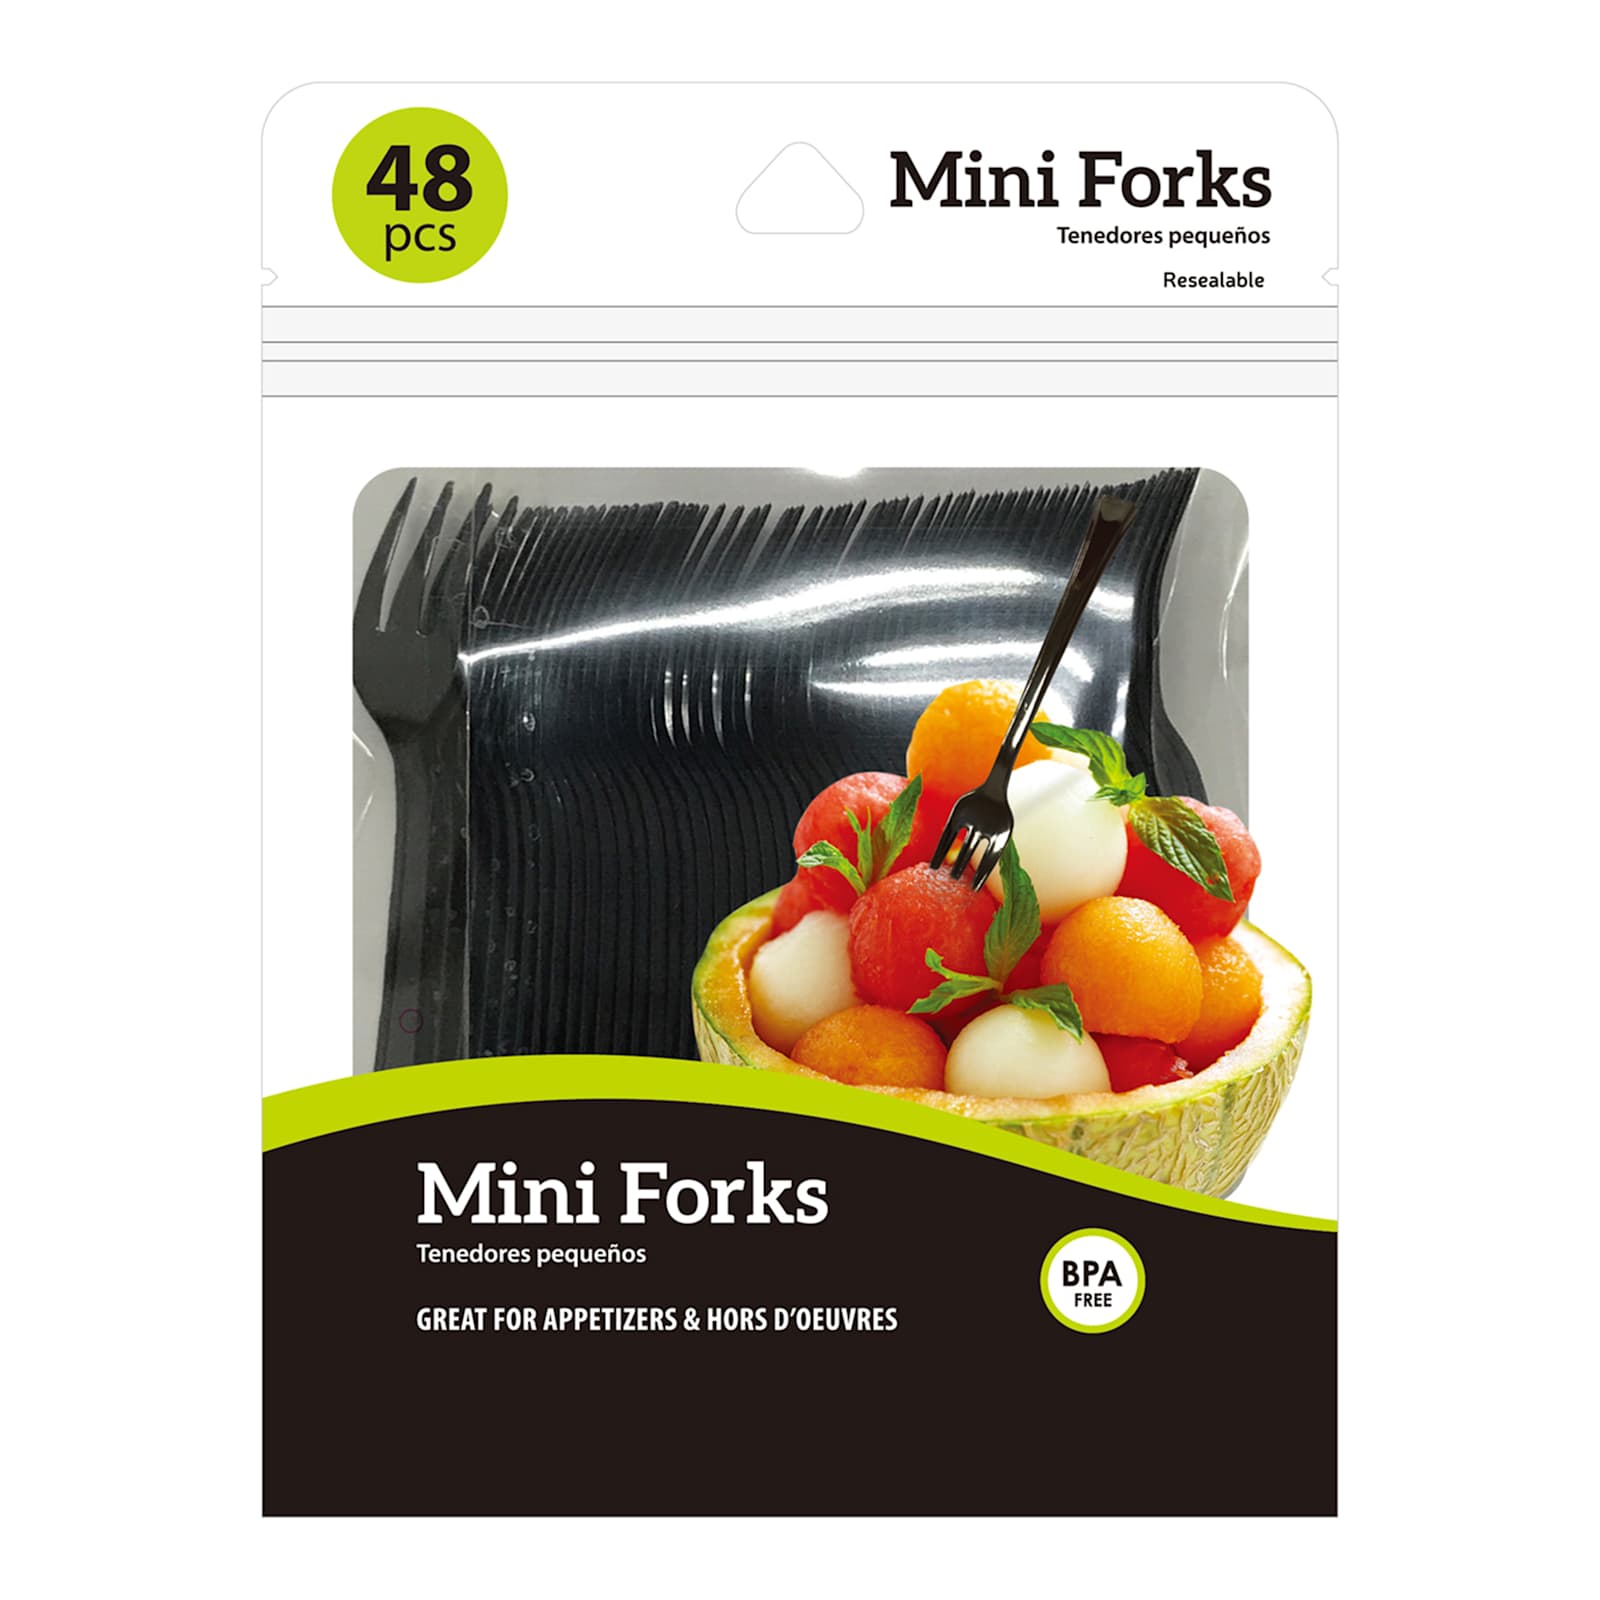 48
pcs
Mini Forks
Tenedores pequeños
Resealable
Mini Forks
Tenedores pequeños
GREAT FOR APPETIZERS & HORS D'OEUVRES
BPA
FREE